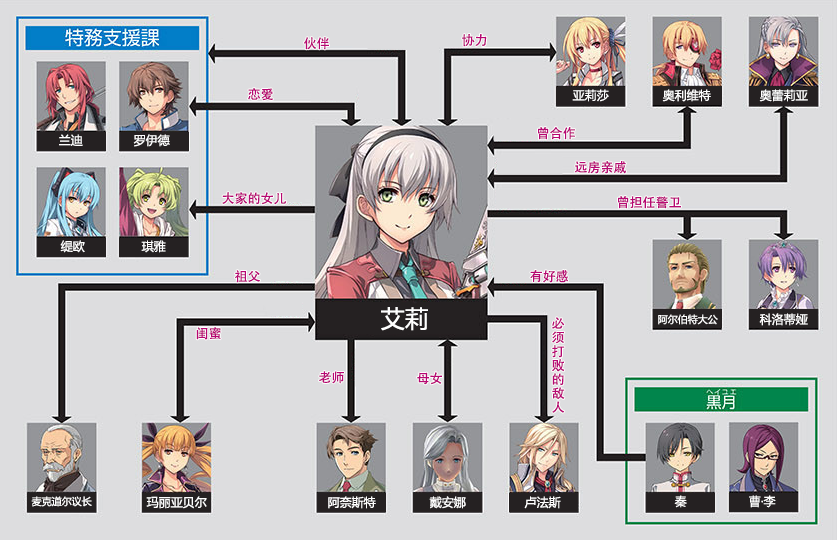 特務支援課
伙伴
协力
恋爱
亚莉莎
奥利维特
奥蕾莉亚
兰迪
罗伊德
曾合作
远房亲戚
大家的女儿
曾担任警卫
缇欧
琪雅
祖父
有好感
艾莉
阿尔伯特大公
科洛蒂娅
闺蜜
必须打败的敌人
老师
母女
ヘイユエ
黒月
麦克道尔议长
玛丽亚贝尔
阿奈斯特
戴安娜
卢法斯
秦
曹·李